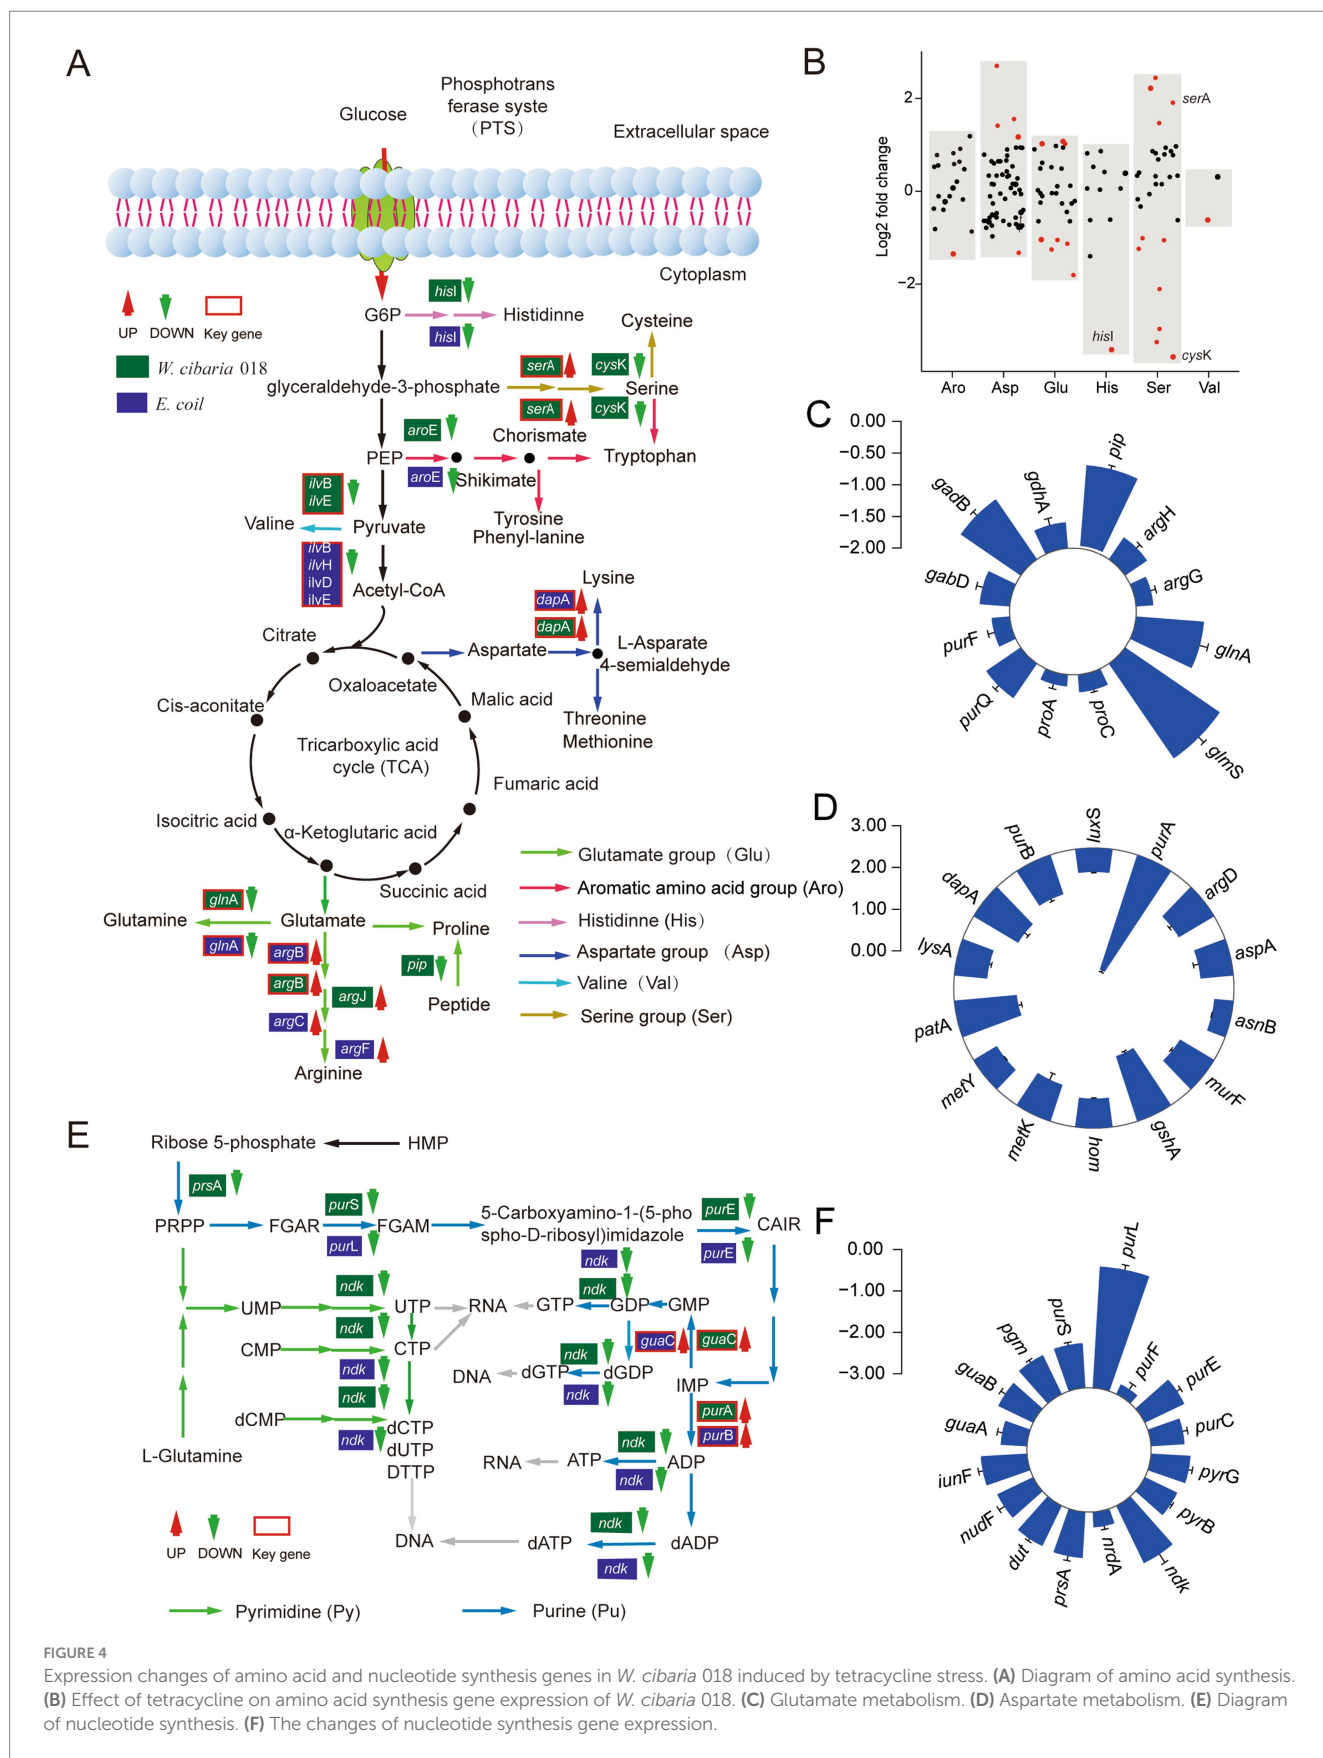 A
Phosphotrans
ferase syste
(PTS)
Glucose
Extracellular space
Cytoplasm
UP
DOWN
Key gene
W. cibaria 018
E. coil
G6P
hisI
hisI
Histidinne
Cysteine
glyceraldehyde-3-phosphate
serA
serA
cysK
cysK
Serine
PEP
aroE
aroE
Chorismate
Shikimate
Tryptophan
Tyrosine
Phenyl-lanine
ilvB
ilvE
Valine
Pyruvate
ilvB
ilvH
ilvD
ilvE
Acetyl-CoA
Lysine
dapA
dapA
Citrate
Aspartate
L-Asparate
4-semialdehyde
Oxaloacetate
Cis-aconitate
Malic acid
Threonine
Methionine
Tricarboxylic acid
cycle (TCA)
Fumaric acid
Isocitric acid
α-Ketoglutaric acid
Succinic acid
glnA
Glutamine
Glutamate
glnA
Proline
argB
argB
argJ
argC
argF
pip
Peptide
Arginine
Glutamate group (Glu)
Aromatic amino acid group (Aro)
Histidinne (His)
Aspartate group (Asp)
Valine (Val)
Serine group (Ser)
B
Log2 fold change
2
0
−2
serA
hisI
cysK
Aro
Asp
Glu
His
Ser
Val
C
0.00
−0.50
−1.00
−1.50
−2.00
pip
argH
argG
glnA
glmS
proC
proA
purQ
purF
gabD
gadB
gdhA
D
3.00
2.00
1.00
0.00
luxS
purA
argD
aspA
asnB
murF
gshA
hom
metK
metY
patA
lysA
dapA
purB
E
Ribose 5-phosphate
HMP
prsA
PRPP
FGAR
purS
purL
FGAM
5-Carboxyamino-1-(5-pho
spho-D-ribosyl)imidazole
purE
purE
CAIR
UMP
ndk
UTP
RNA
GTP
ndk
ndk
GDP
GMP
CMP
ndk
ndk
CTP
guaC
guaC
DNA
dGTP
ndk
ndk
dGDP
IMP
dCMP
ndk
ndk
dCTP
dUTP
DTTP
purA
purB
L-Glutamine
RNA
ATP
ndk
ndk
ADP
DNA
dATP
ndk
ndk
dADP
UP
DOWN
Key gene
Pyrimidine (Py)
Purine (Pu)
F
0.00
−1.00
−2.00
−3.00
purL
purF
purE
purC
pyrG
pyrB
ndk
nrdA
prsA
dut
nudF
iunF
guaA
guaB
pgm
purS
FIGURE 4
Expression changes of amino acid and nucleotide synthesis genes in W. cibaria 018 induced by tetracycline stress. (A) Diagram of amino acid synthesis.
(B) Effect of tetracycline on amino acid synthesis gene expression of W. cibaria 018. (C) Glutamate metabolism. (D) Aspartate metabolism. (E) Diagram
of nucleotide synthesis. (F) The changes of nucleotide synthesis gene expression.